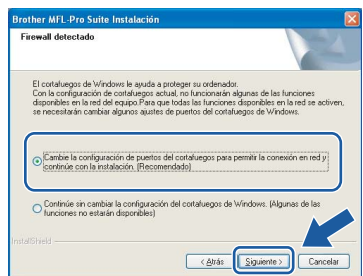 Brother MFL-Pro Suite Instalación
Firewall detectado
El cortafuegos de Windows le ayuda a proteger su ordenador.
Con la configuración de cortafuegos actual, no funcionarán algunas de las funciones
disponibles en la red del equipo.Para que todas las funciones disponibles en la red se activen,
se necesitarán cambiar algunos ajustes de puertos del cortafuegos de Windows.
Cambie la configuración de puertos del cortafuegos para permitir la conexión en red y
continúe con la instalación. (Recomendado)
Continúe sin cambiar la configuración del cortafuegos de Windows. (Algunas de las
funciones no estarán disponibles)
InstallShield
< Atrás Siguiente > Cancelar